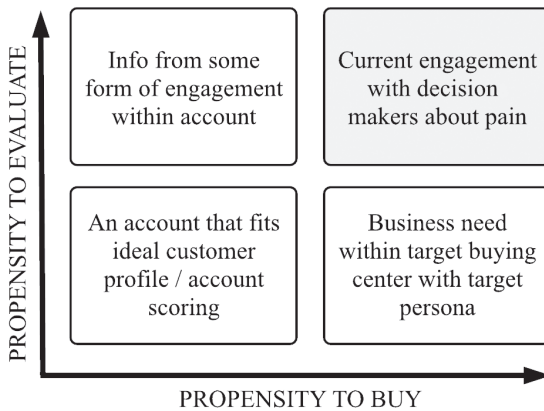 PROPENSITY TO EVALUATE
Info from some
form of engagement
within account
Current engagement
with decision
makers about pain
An account that fits
ideal customer
profile / account
scoring
Business need
within target buying
center with target
persona
PROPENSITY TO BUY